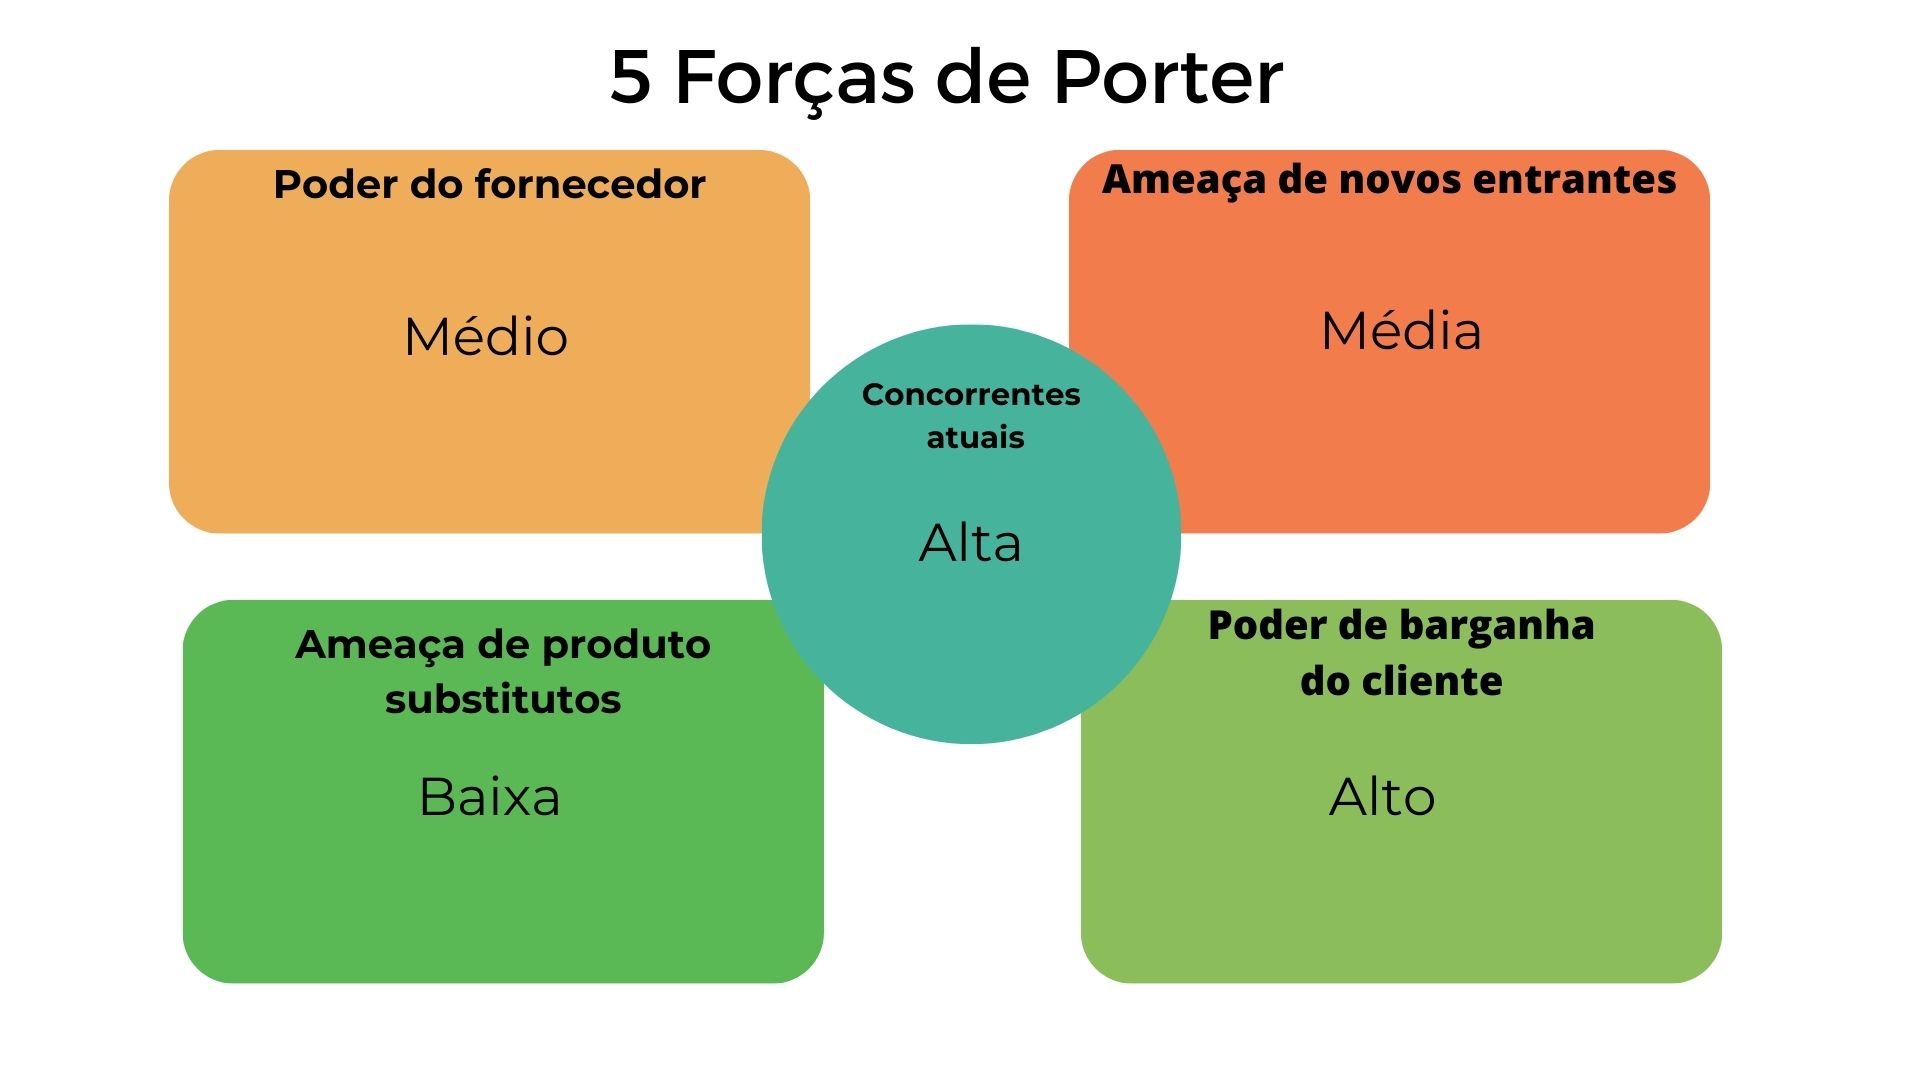 5 Forças de Porter
Poder do fornecedor
Médio
Ameaça de novos entrantes
Média
Concorrentes
atuais
Alta
Ameaça de produto
substitutos
Baixa
Poder de barganha
do cliente
Alto